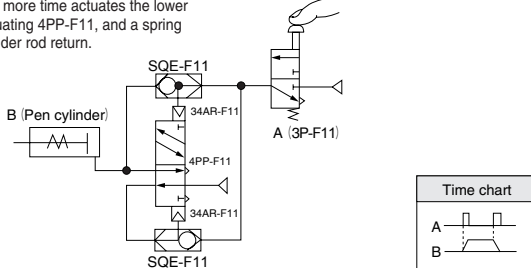 more time actuates the lower
uating 4PP-F11, and a spring
der rod return.
SQE-F11
34AR-F11
B (Pen cylinder)
A (3P-F11)
4PP-F11
34AR-F11
SQE-F11
Time chart
A
B